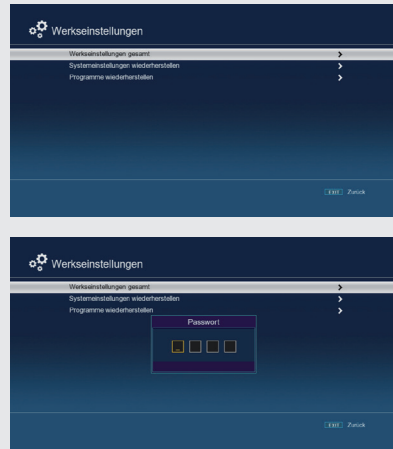 Werkseinstellungen
Werkseinstellungen gesamt
Systemeinstellungen wiederherstellen
Programme wiederherstellen
Exit Zurück
Werkseinstellungen
Werkseinstellungen gesamt
Systemeinstellungen wiederherstellen
Programme wiederherstellen
Passwort
Exit Zurück